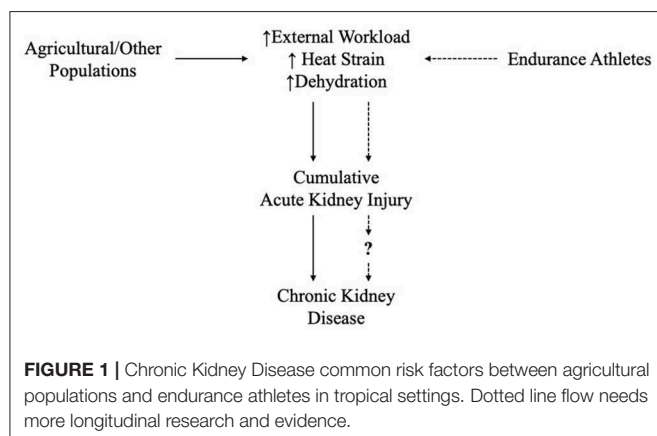 ↑External Workload
Agricultural/Other
Populations
↑ Heat Strain
Endurance Athletes
↑Dehydration
Cumulative
Acute Kidney Injury
?
Chronic Kidney
Disease
FIGURE 1 | Chronic Kidney Disease common risk factors between agricultural
populations and endurance athletes in tropical settings. Dotted line flow needs
more longitudinal research and evidence.